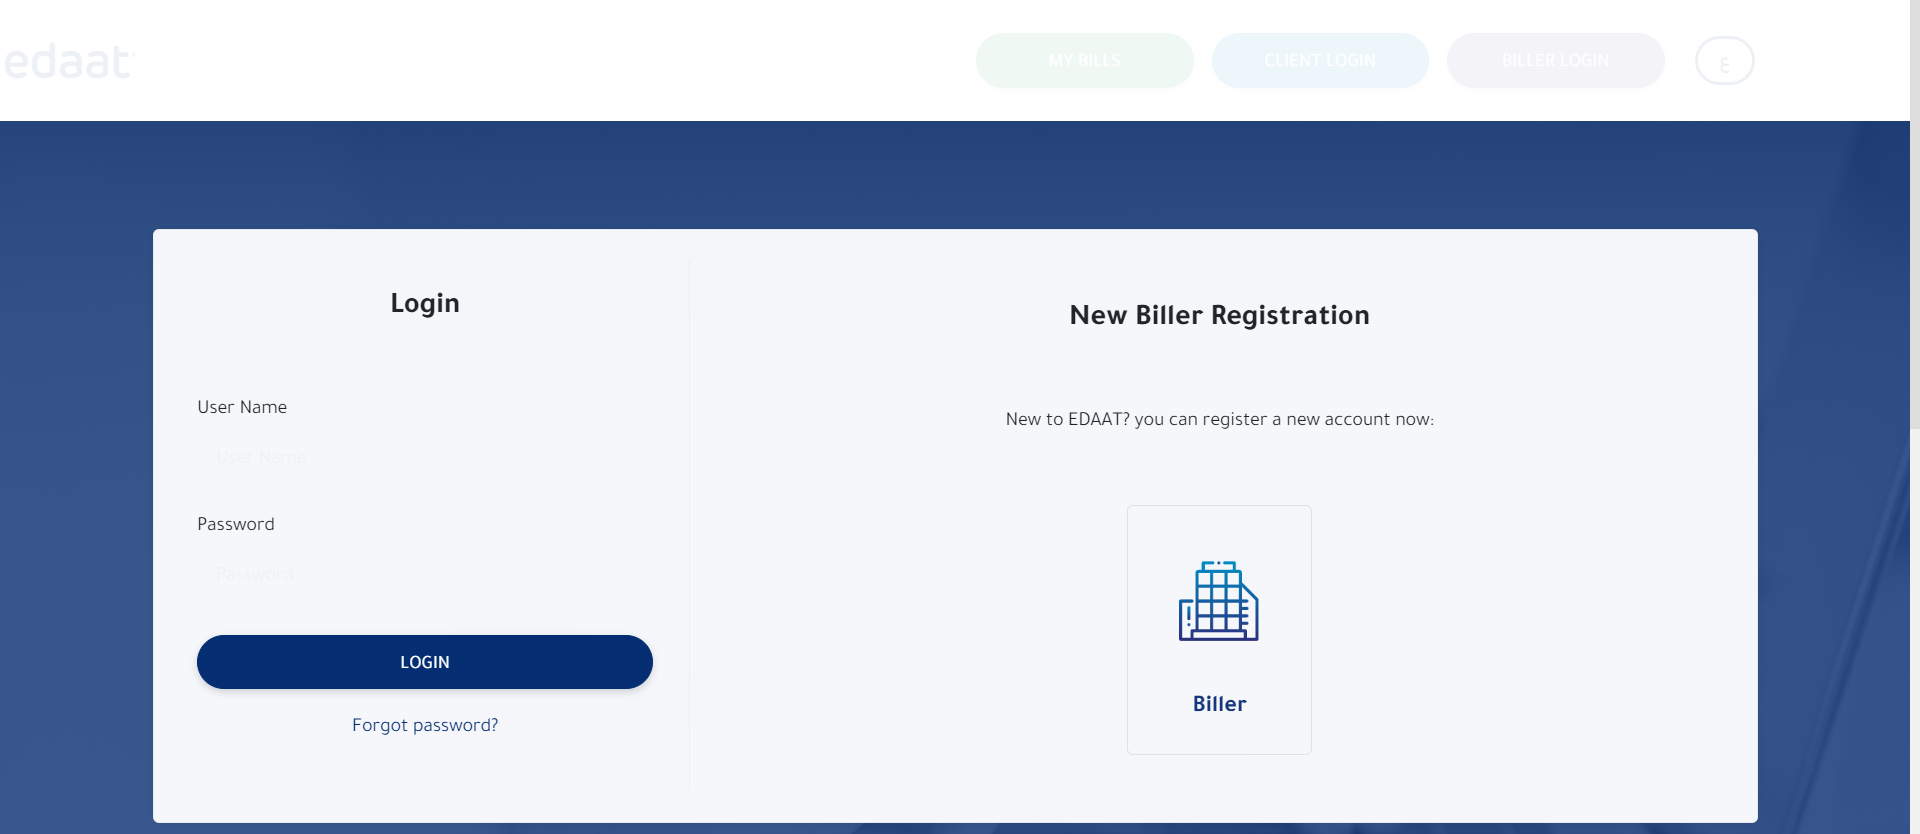 edaat
MY BILLS
CLIENT LOGIN
BILLER LOGIN
ع
Login
User Name
User Name
Password
Password
LOGIN
Forgot password?
New Biller Registration
New to EDAAT? you can register a new account now:
Biller